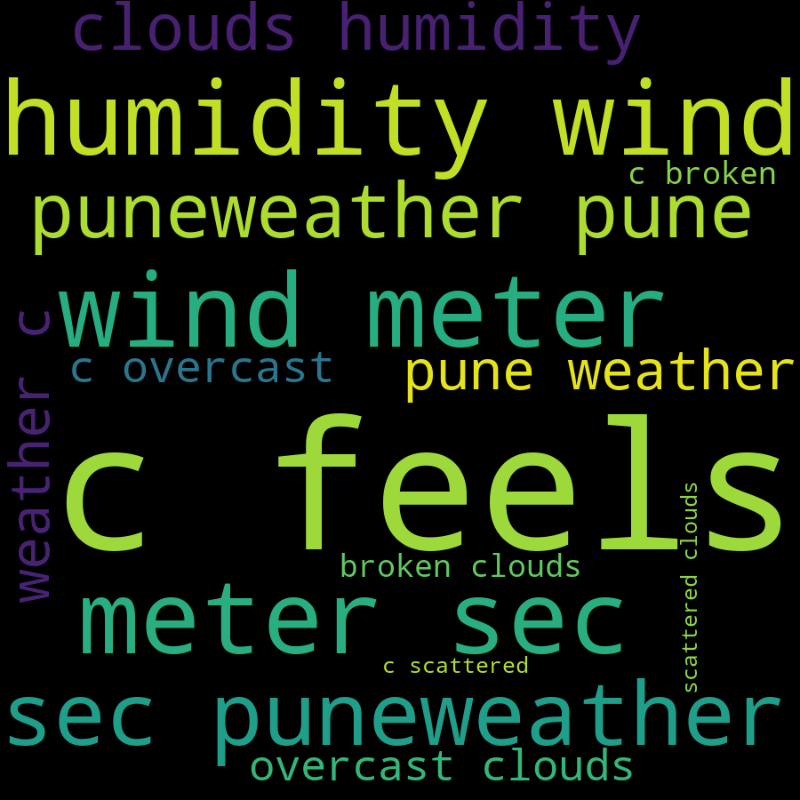 clouds humidity
humidity wind
c broken
puneweather pune
wind meter
weather c
c overcast
pune weather
c feels
broken clouds
scattered clouds
meter sec
c scattered
sec puneweather
overcast clouds